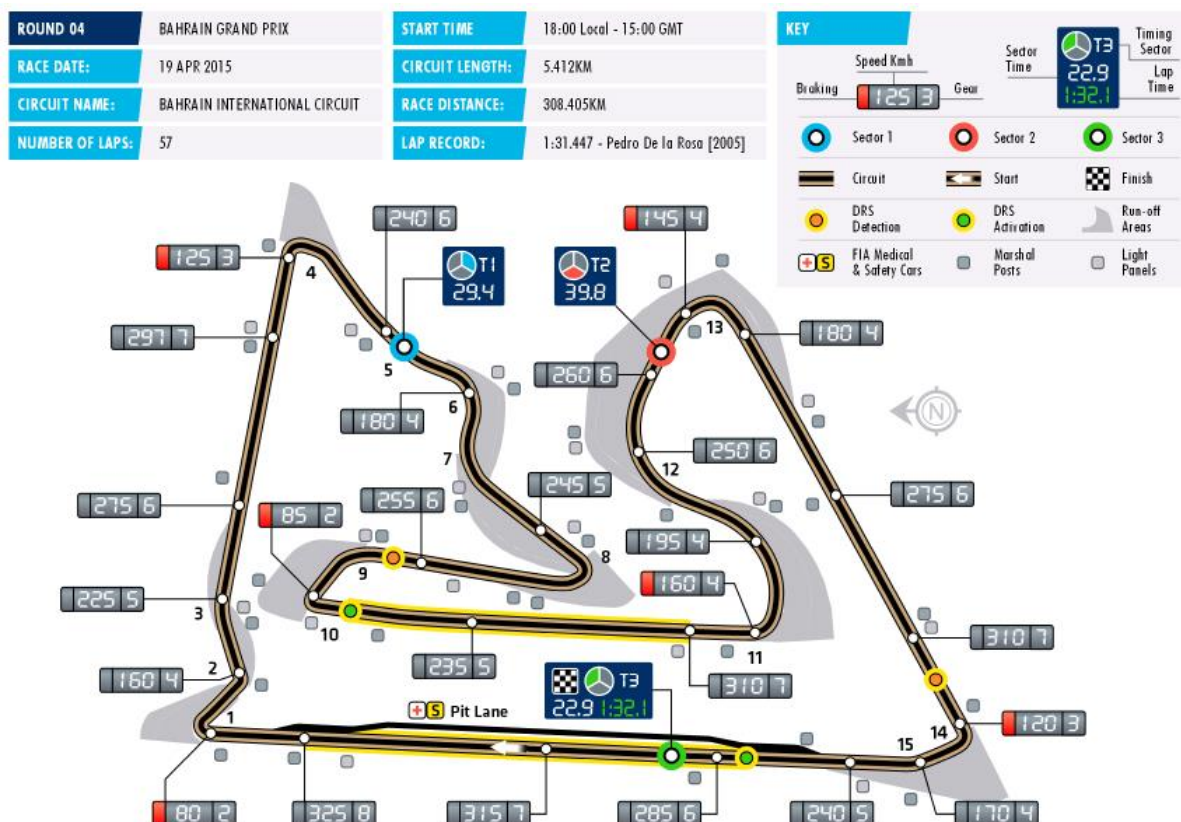 ROUND 04 BAHRAIN GRAND PRIX
RACE DATE: 19 APR 2015
CIRCUIT NAME: BAHRAIN INTERNATIONAL CIRCUIT
NUMBER OF LAPS: 57
START TIME 18:00 Local - 15:00 GMT
CIRCUIT LENGTH: 5.412KM
RACE DISTANCE: 308.405KM
LAP RECORD: 1:31.447 - Pedro De la Rosa [2005]
KEY
Speed Kmh
Braking 125 3 Gear
Sector Time
T3
22.9
1:32.1
Timing Sector
Lap Time
Sector 1 Sector 2 Sector 3
Circuit Start Finish
DRS Detection
DRS Activation
Run-off Areas
FIA Medical & Safety Cars
Marshal Posts
Light Panels
240 6
145 4
125 3
4
T1
29.4
T2
39.8
13
297 7
180 4
5
260 6
6
180 4
N
7
12
250 6
245 5
275 6
255 6
275 6
85 2
195 4
8
9
160 4
225 5
3
10
11
310 7
235 5
310 7
2
160 4
T3
22.9 1:32.1
S Pit Lane
1
14
120 3
15
80 2
325 8
315 7
285 6
240 5
170 4